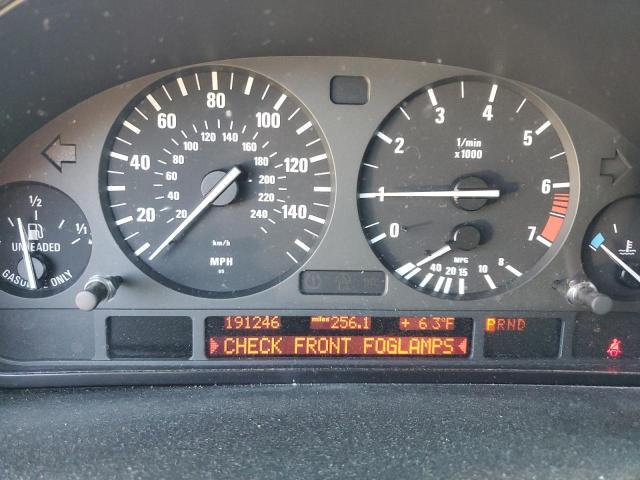 1/2
1/1
UNLEADED
GASOLINE ONLY
20
40
60
80
100
120
140
20
40
60
80
100
120
140
160
180
200
220
240
km/h
MPH
0
1
2
3
4
5
6
7
1/min
x 1000
MPG
40 20 15 10 8
191246 miles 256.1 + 63°F
PRND
CHECK FRONT FOGLAMPS